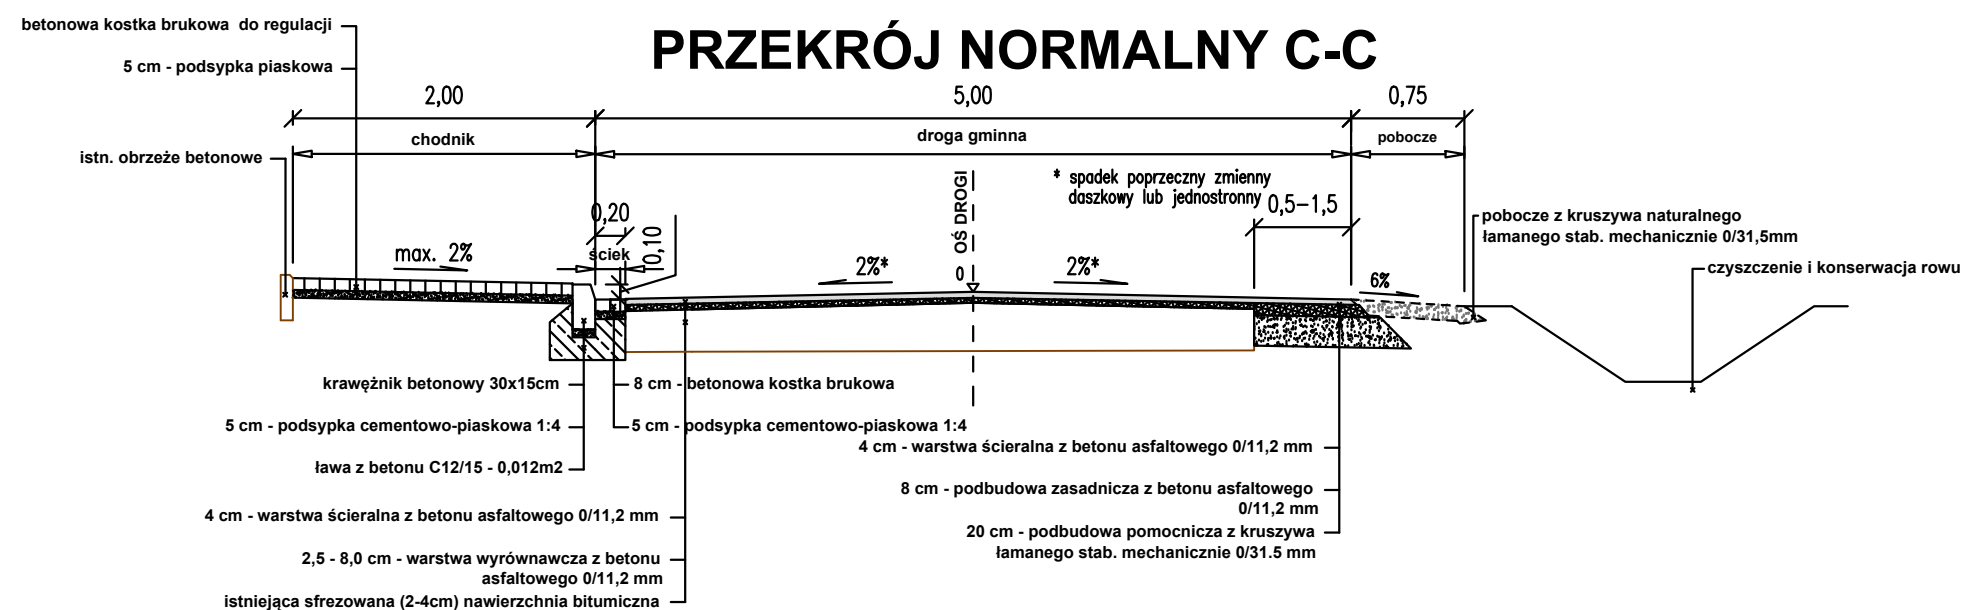 PRZEKRÓJ NORMALNY C-C
betonowa kostka brukowa do regulacji
5 cm - podsypka piaskowa
2,00
5,00
0,75
chodnik
droga gminna
pobocze
istn. obrzeże betonowe
OŚ DROGI
* spadek poprzeczny zmienny
daszkowy lub jednostronny
0,5-1,5
0,20
0,10
ściek
pobocze z kruszywa naturalnego
łamanego stab. mechanicznie 0/31,5mm
max. 2%
2%*
0
2%*
6%
czyszczenie i konserwacja rowu
krawężnik betonowy 30x15cm
8 cm - betonowa kostka brukowa
5 cm - podsypka cementowo-piaskowa 1:4
5 cm - podsypka cementowo-piaskowa 1:4
ława z betonu C12/15 - 0,012m2
4 cm - warstwa ścieralna z betonu asfaltowego 0/11,2 mm
8 cm - podbudowa zasadnicza z betonu asfaltowego
0/11,2 mm
20 cm - podbudowa pomocnicza z kruszywa
łamanego stab. mechanicznie 0/31.5 mm
4 cm - warstwa ścieralna z betonu asfaltowego 0/11,2 mm
2,5 - 8,0 cm - warstwa wyrównawcza z betonu
asfaltowego 0/11,2 mm
istniejąca sfrezowana (2-4cm) nawierzchnia bitumiczna